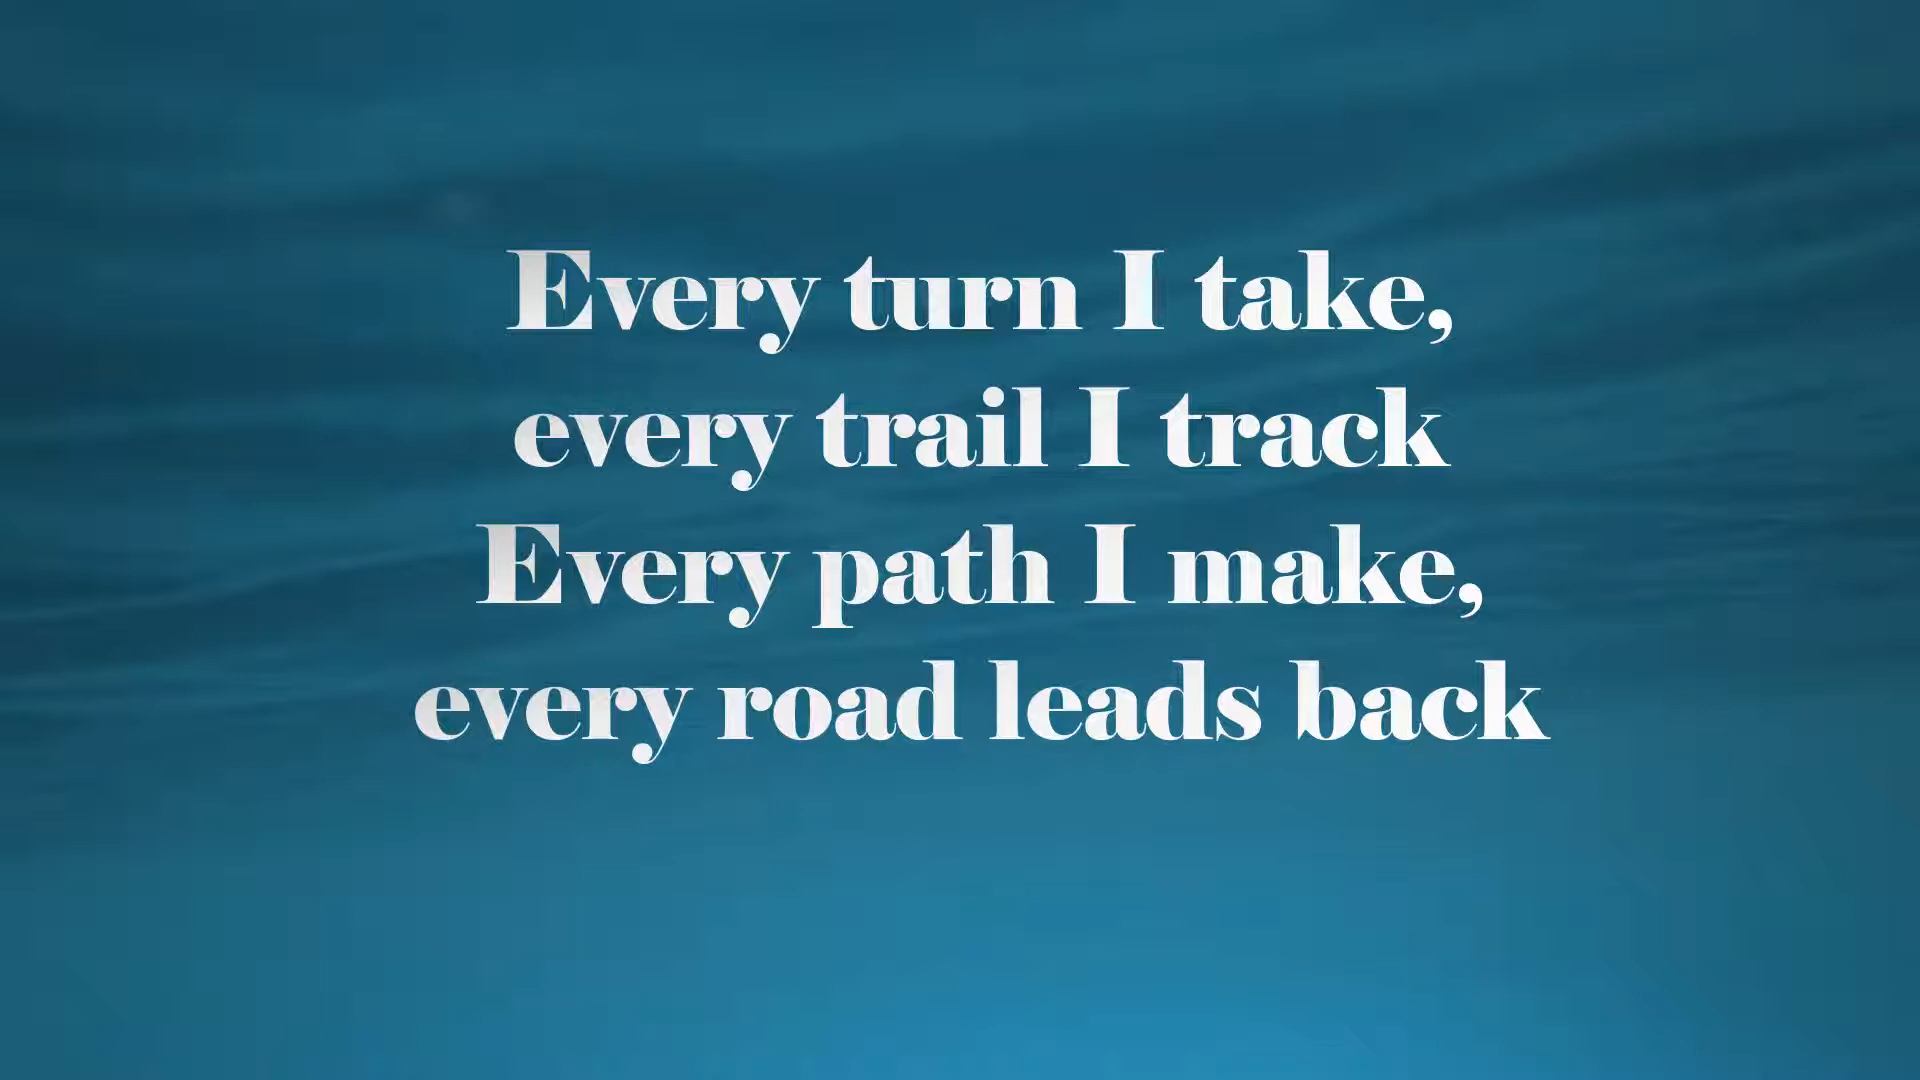 Every turn I take,
every trail I track
Every path I make,
every road leads back